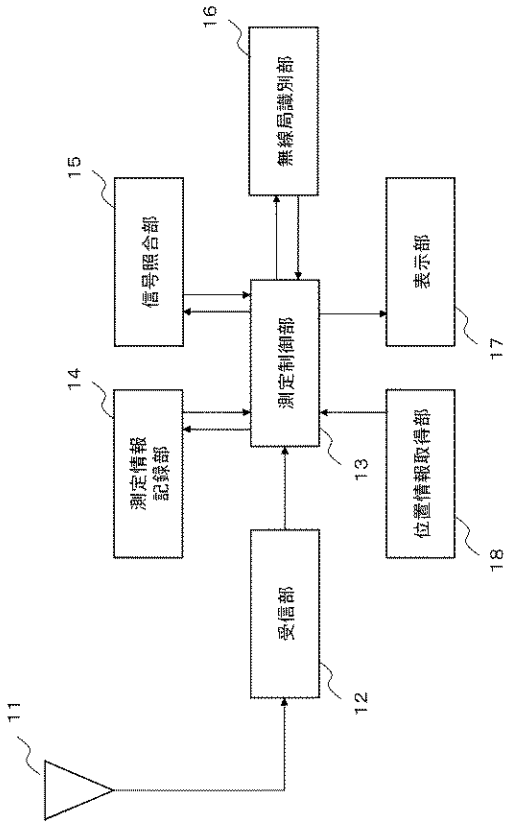 11
12
受信部
13
測定制御部
14
測定情報
記録部
15
信号照合部
16
無線局識別部
17
表示部
18
位置情報取得部